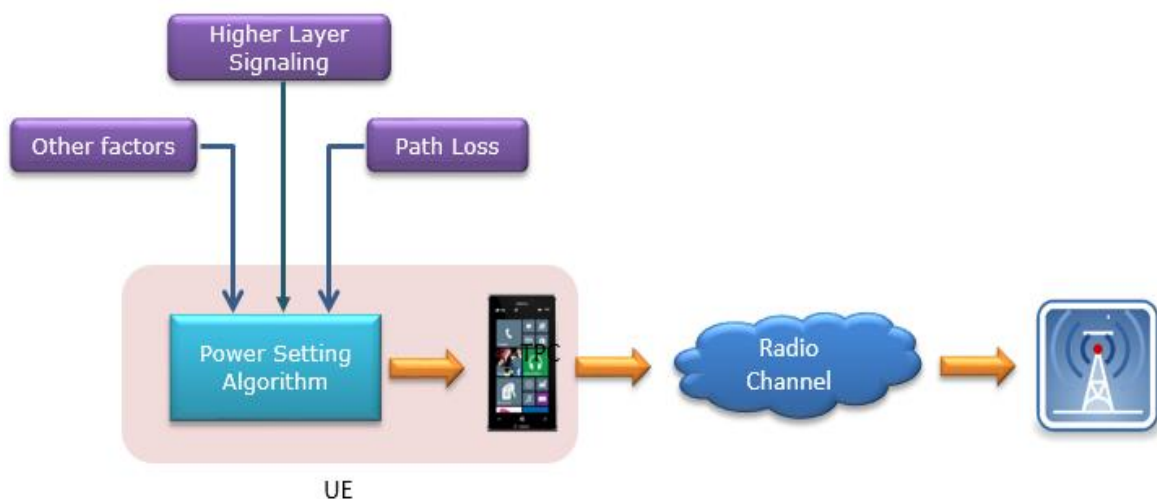 Higher Layer
Signaling
Other factors
Path Loss
Power Setting
Algorithm
TPC
Radio
Channel
UE